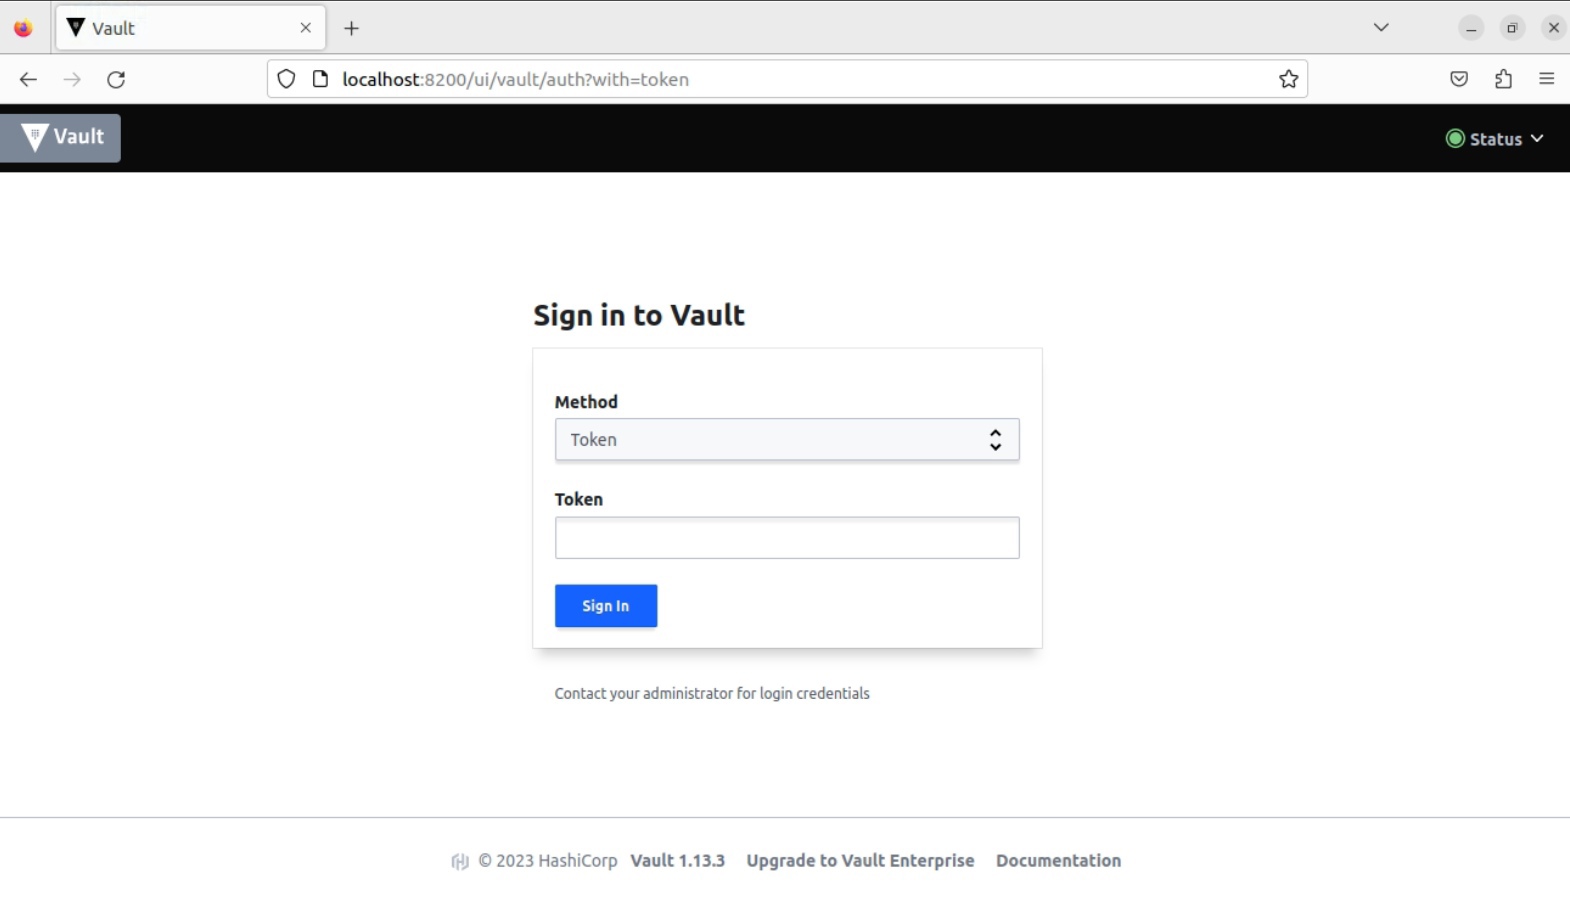 Vault
localhost:8200/ui/vault/auth?with=token
Vault
Status
Sign in to Vault
Method
Token
Token
Sign In
Contact your administrator for login credentials
© 2023 HashiCorp Vault 1.13.3 Upgrade to Vault Enterprise Documentation